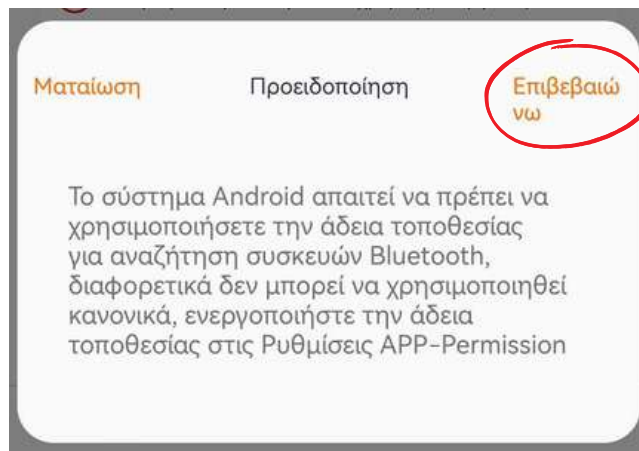 Ματαίωση
Προειδοποίηση
Επιβεβαιώ
νω
Το σύστημα Android απαιτεί να πρέπει να
χρησιμοποιήσετε την άδεια τοποθεσίας
για αναζήτηση συσκευών Bluetooth,
διαφορετικά δεν μπορεί να χρησιμοποιηθεί
κανονικά, ενεργοποιήστε την άδεια
τοποθεσίας στις Ρυθμίσεις APP-Permission